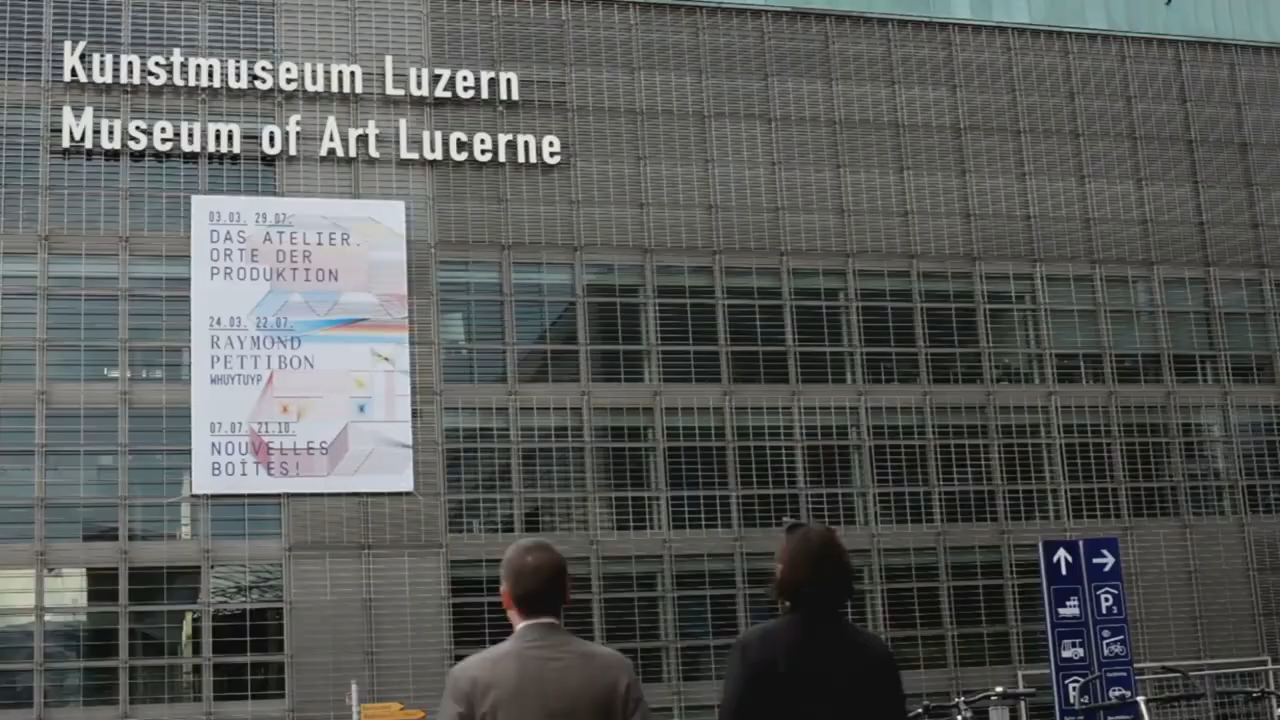 Kunstmuseum Luzern
Museum of Art Lucerne
03.03. 29.07.
DAS ATELIER.
ORTE DER
PRODUKTION
24.03. 22.07.
RAYMOND
PETTIBON
WHUYTUYP
07.07. 21.10.
NOUVELLES
BOÎTES!
P3